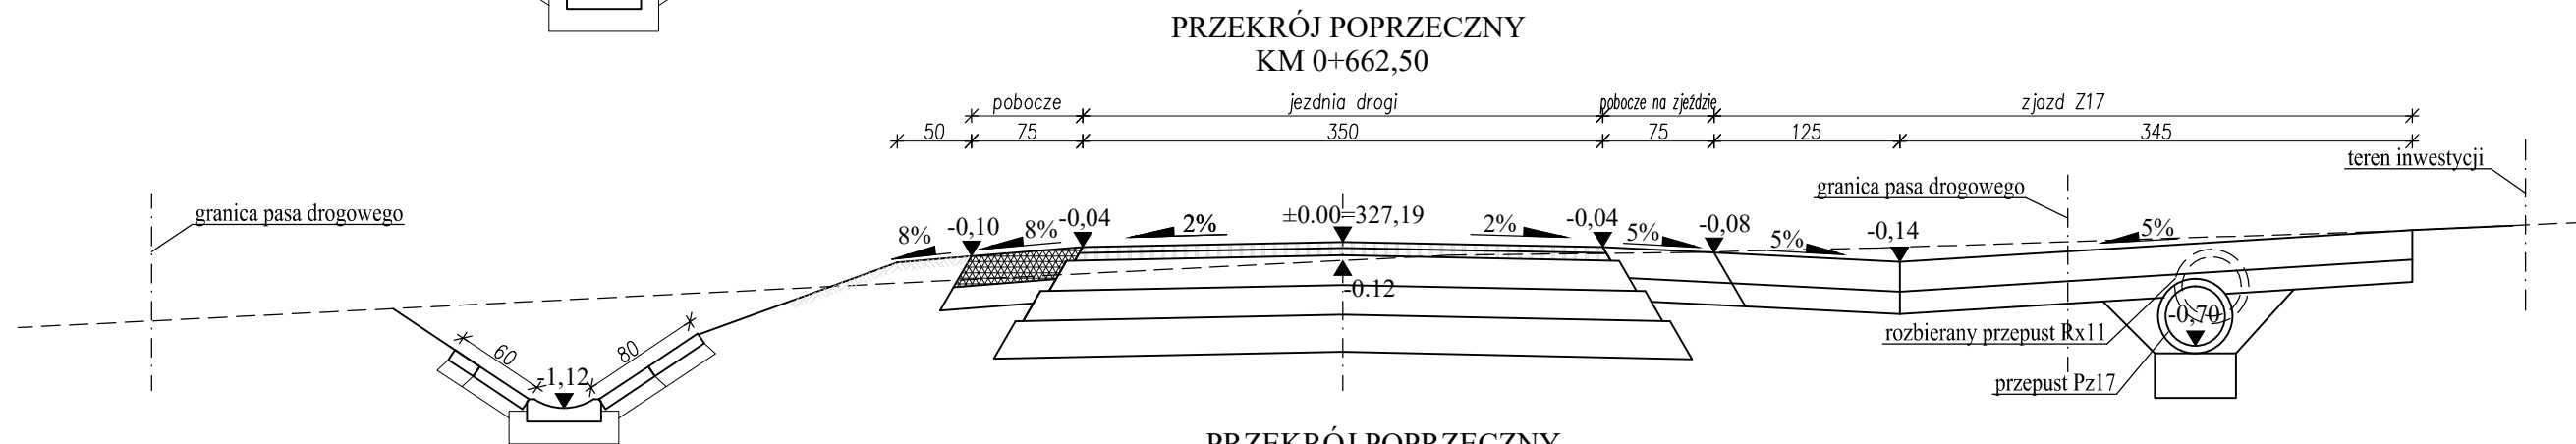 PRZEKRÓJ POPRZECZNY
KM 0+662,50
pobocze jezdnia drogi pobocze na zjeździe zjazd Z17
50 75 350 75 125 345
teren inwestycji
granica pasa drogowego
granica pasa drogowego
8% -0,10 8% -0,04 2% ±0.00=327,19 2% -0,04 5% -0,08 5% -0,14 5%
-0.12
-0,70
rozbierany przepust Rx11
60 80
-1,12
przepust Pz17
PRZEKRÓJ POPRZECZNY